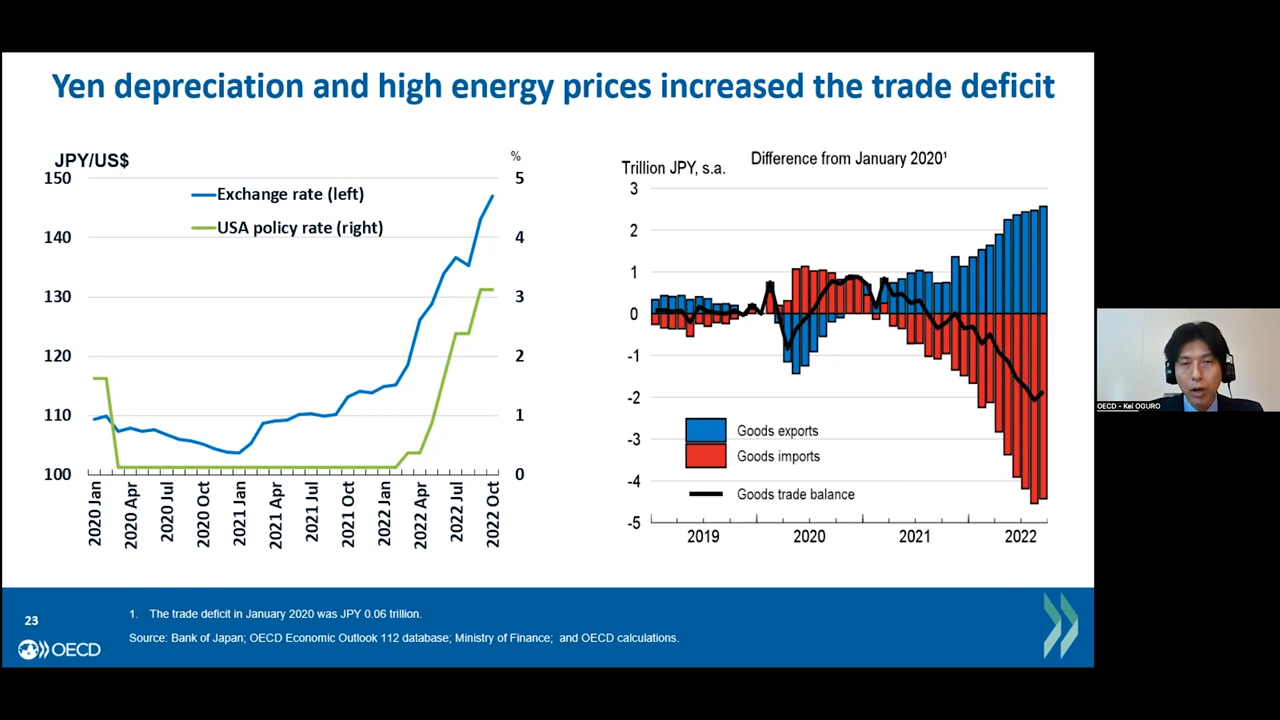 Yen depreciation and high energy prices increased the trade deficit
JPY/US$
%
150
140
130
120
110
100
5
4
3
2
1
0
Exchange rate (left)
USA policy rate (right)
2020 Jan
2020 Apr
2020 Jul
2020 Oct
2021 Jan
2021 Apr
2021 Jul
2021 Oct
2022 Jan
2022 Apr
2022 Jul
2022 Oct
Trillion JPY, s.a.
Difference from January 2020¹
3
2
1
0
-1
-2
-3
-4
-5
Goods exports
Goods imports
Goods trade balance
2019
2020
2021
2022
OECD - Kei OGURO
1. The trade deficit in January 2020 was JPY 0.06 trillion.
23
Source: Bank of Japan; OECD Economic Outlook 112 database; Ministry of Finance; and OECD calculations.
OECD